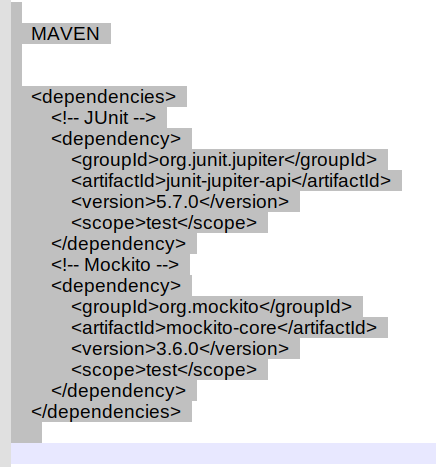 MAVEN
<dependencies>
<!-- JUnit -->
<dependency>
<groupId>org.junit.jupiter</groupId>
<artifactId>junit-jupiter-api</artifactId>
<version>5.7.0</version>
<scope>test</scope>
</dependency>
<!-- Mockito -->
<dependency>
<groupId>org.mockito</groupId>
<artifactId>mockito-core</artifactId>
<version>3.6.0</version>
<scope>test</scope>
</dependency>
</dependencies>